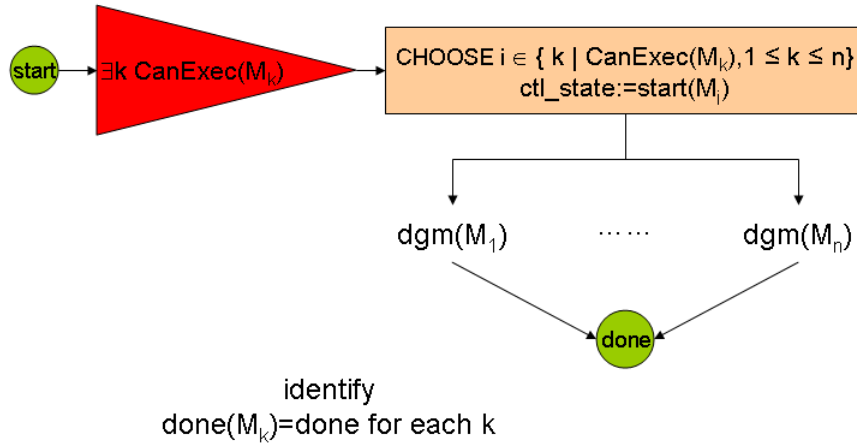 start
∃k CanExec(Mₖ)
CHOOSE i ∈ { k | CanExec(Mₖ),1 ≤ k ≤ n}
ctl_state:=start(Mᵢ)
dgm(M₁) ...... dgm(Mₙ)
done
identify
done(Mₖ)=done for each k